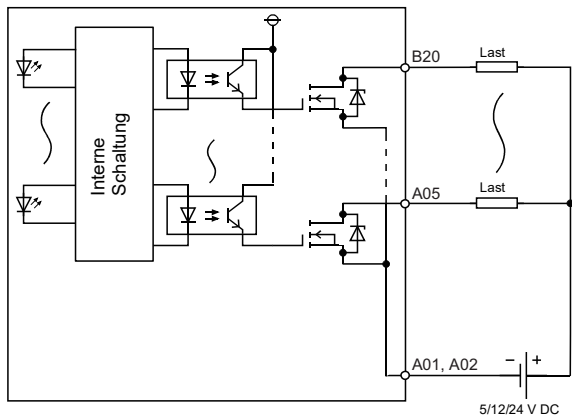 B20
Last
Interne
Schaltung
A05
Last
A01, A02
− +
5/12/24 V DC